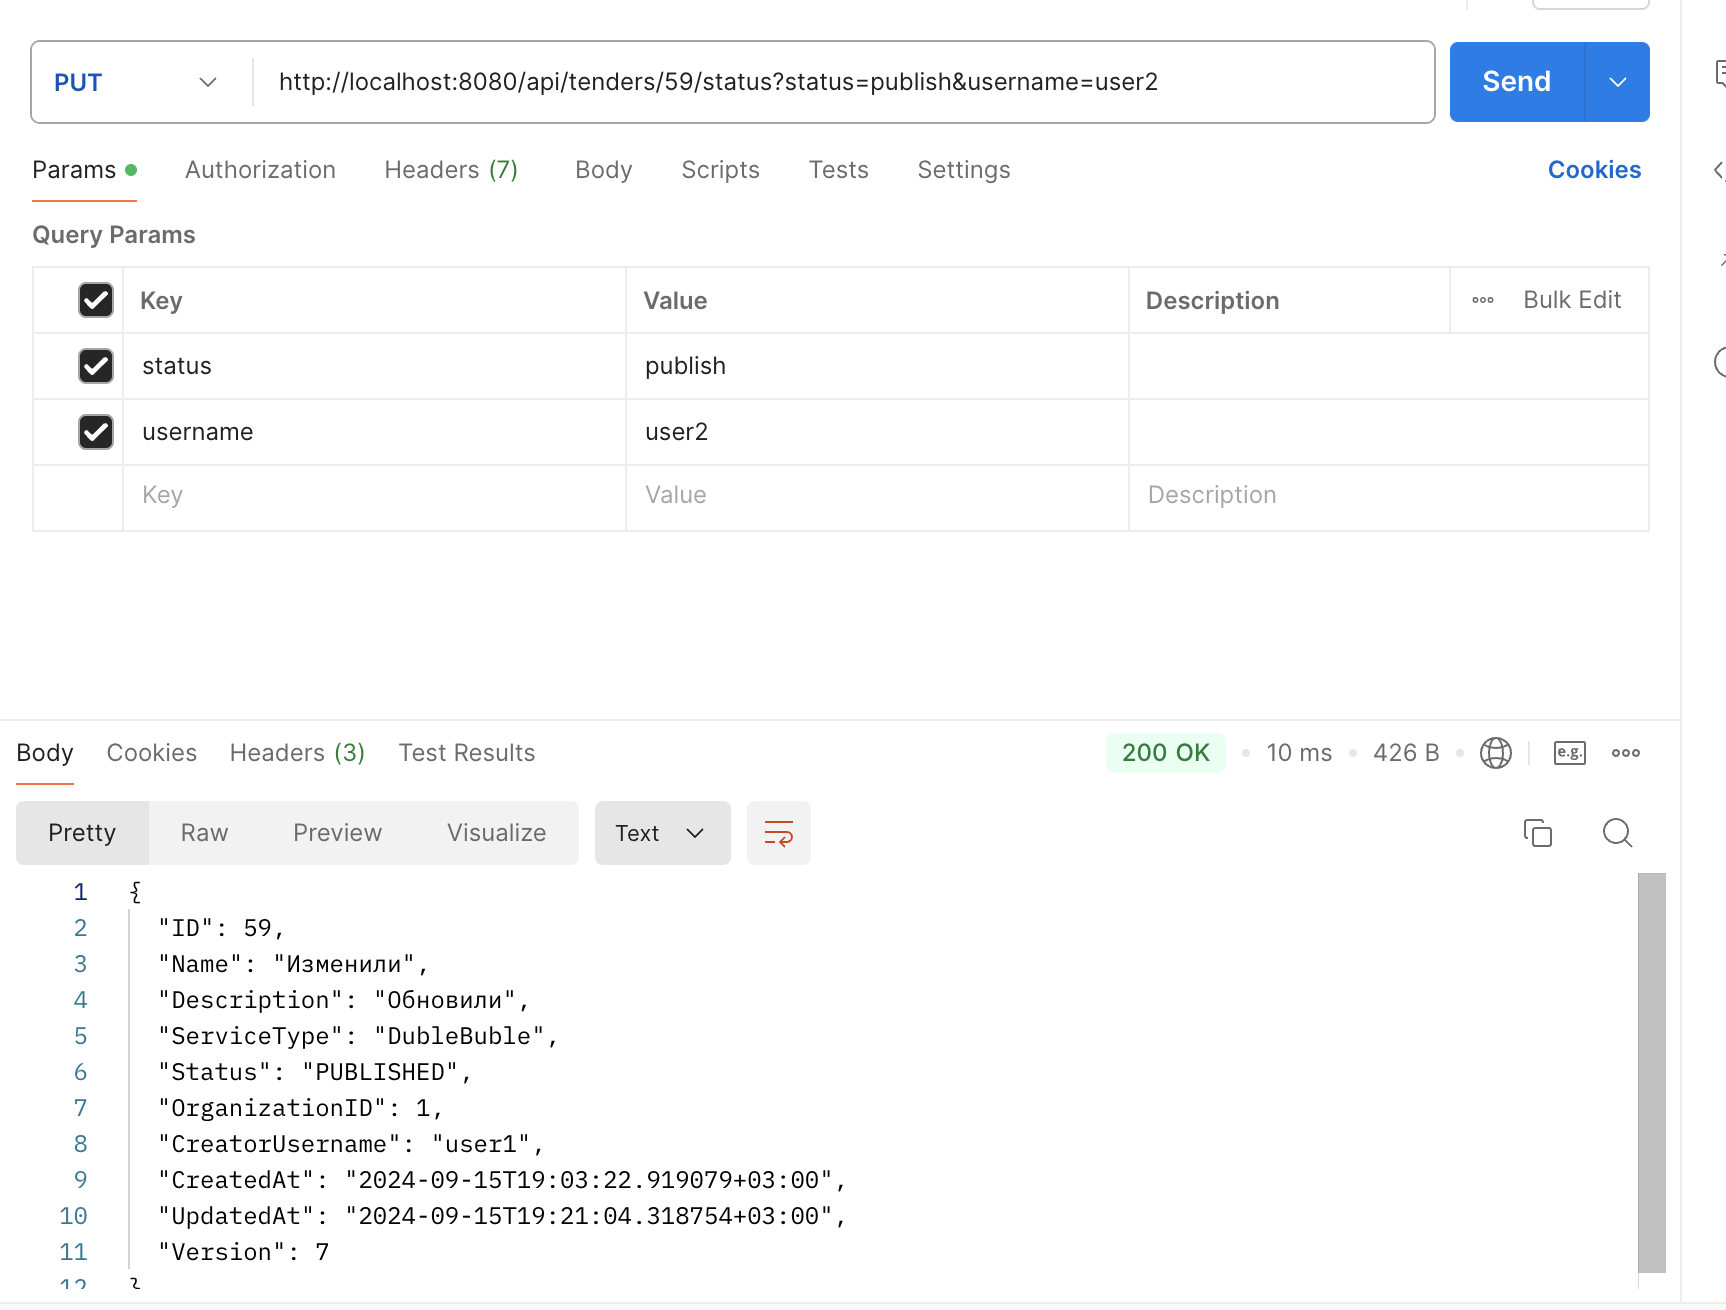 PUT http://localhost:8080/api/tenders/59/status?status=publish&username=user2 Send
Params Authorization Headers (7) Body Scripts Tests Settings Cookies
Query Params
Key Value Description Bulk Edit
status publish
username user2
Key Value Description
Body Cookies Headers (3) Test Results 200 OK 10 ms 426 B e.g.
Pretty Raw Preview Visualize Text
1 {
2 "ID": 59,
3 "Name": "Изменили",
4 "Description": "Обновили",
5 "ServiceType": "DubleBuble",
6 "Status": "PUBLISHED",
7 "OrganizationID": 1,
8 "CreatorUsername": "user1",
9 "CreatedAt": "2024-09-15T19:03:22.919079+03:00",
10 "UpdatedAt": "2024-09-15T19:21:04.318754+03:00",
11 "Version": 7
12 }